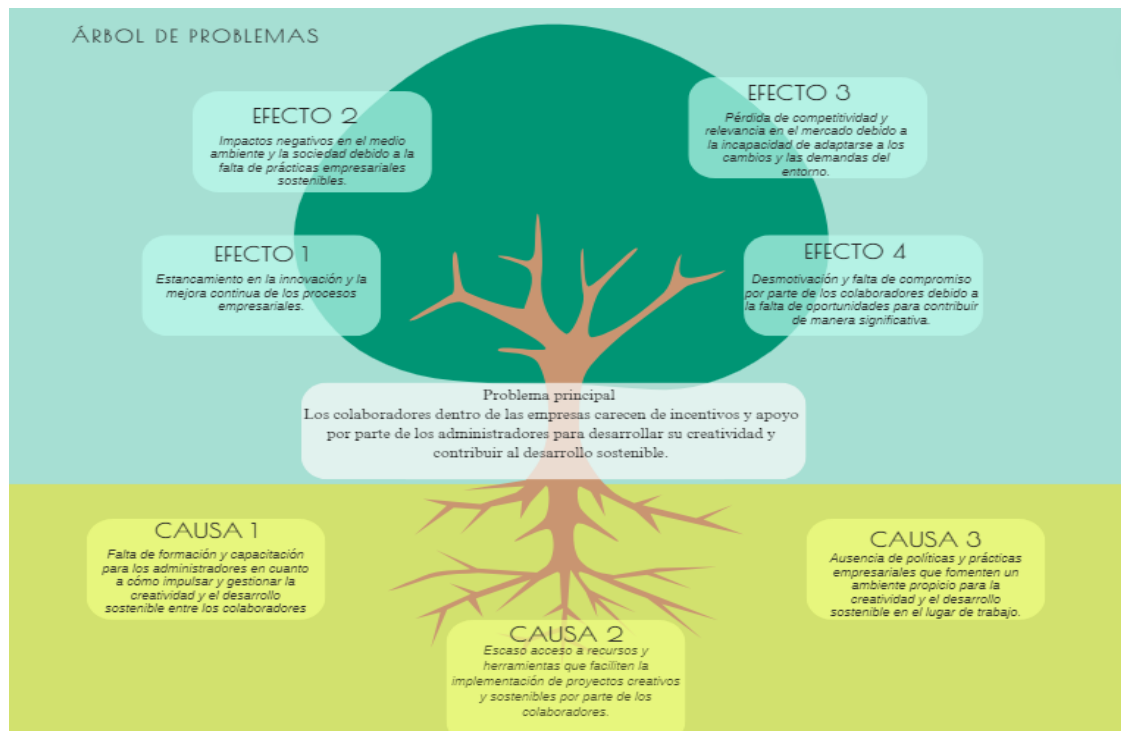 ÁRBOL DE PROBLEMAS
EFECTO 2
Impactos negativos en el medio
ambiente y la sociedad debido a la
falta de prácticas empresariales
sostenibles.
EFECTO 3
Pérdida de competitividad y
relevancia en el mercado debido a
la incapacidad de adaptarse a los
cambios y las demandas del
entorno.
EFECTO 1
Estancamiento en la innovación y la
mejora continua de los procesos
empresariales.
EFECTO 4
Desmotivación y falta de compromiso
por parte de los colaboradores debido a
la falta de oportunidades para contribuir
de manera significativa.
Problema principal
Los colaboradores dentro de las empresas carecen de incentivos y apoyo
por parte de los administradores para desarrollar su creatividad y
contribuir al desarrollo sostenible.
CAUSA 1
Falta de formación y capacitación
para los administradores en cuanto
a cómo impulsar y gestionar la
creatividad y el desarrollo
sostenible entre los colaboradores
CAUSA 2
Escaso acceso a recursos y
herramientas que faciliten la
implementación de proyectos creativos
y sostenibles por parte de los
colaboradores.
CAUSA 3
Ausencia de políticas y prácticas
empresariales que fomenten un
ambiente propicio para la
creatividad y el desarrollo
sostenible en el lugar de trabajo.